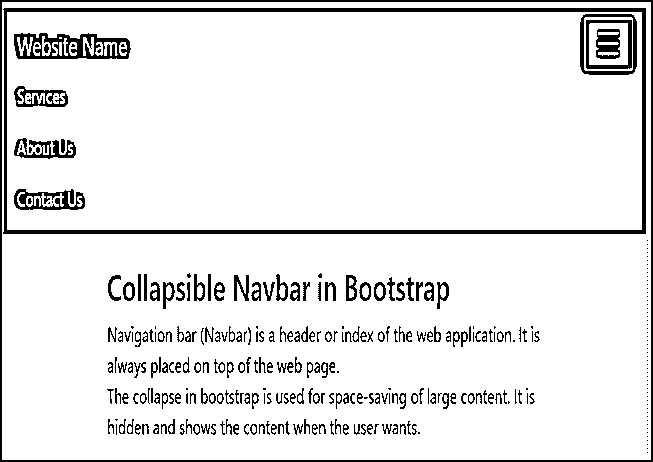 Website Name
Services
About Us
Contact Us
Collapsible Navbar in Bootstrap
Navigation bar (Navbar) is a header or index of the web application. It is
always placed on top of the web page.
The collapse in bootstrap is used for space-saving of large content. It is
hidden and shows the content when the user wants.